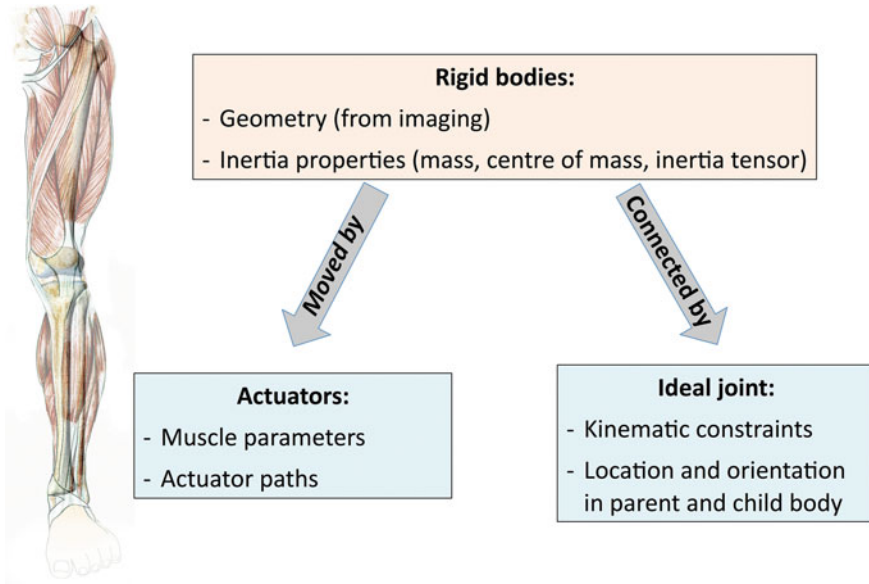 Rigid bodies:
- Geometry (from imaging)
- Inertia properties (mass, centre of mass, inertia tensor)
Moved by
Connected by
Actuators:
- Muscle parameters
- Actuator paths
Ideal joint:
- Kinematic constraints
- Location and orientation
in parent and child body